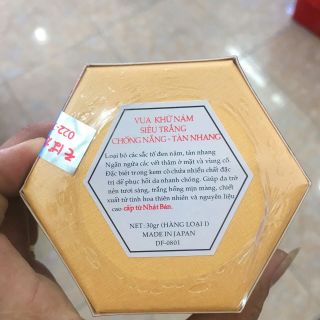 VUA KHỬ NÁM
SIÊU TRẮNG
CHỐNG NẮNG - TÀN NHANG
Loại bỏ các sắc tố đen nám, tàn nhang
Ngăn ngừa các vết thâm ở mặt và vùng cổ.
Đặc biêt trong kem có chứa nhiều chất đặc
trị để phục hồi da nhanh chóng. Giúp da trở
nên tươi sáng, trắng hồng mịn màng, chiết
xuất từ tinh hoa thiên nhiên và nguyên liệu
cao cấp từ Nhật Bản.
NET: 30gr (HÀNG LOẠI I)
MADE IN JAPAN
DF-0801
022